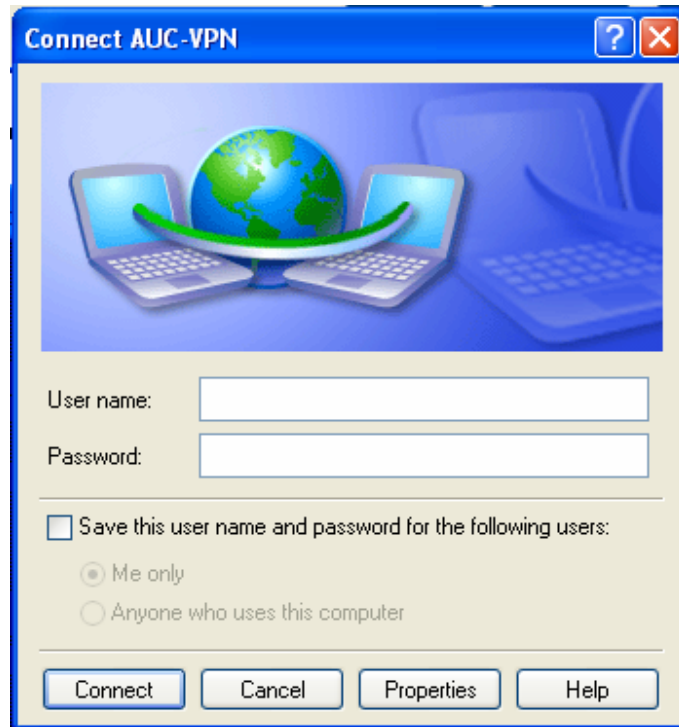 Connect AUC-VPN
User name:
Password:
Save this user name and password for the following users:
Me only
Anyone who uses this computer
Connect Cancel Properties Help